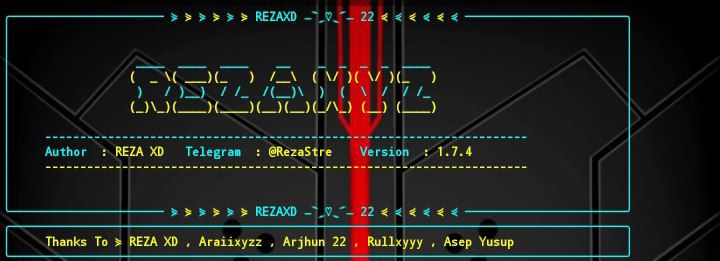 ⪢ ⪢ ⪢ ⪢ ⪢ ⪢ REZAXD ~♡~ 22 ⪡ ⪡ ⪡ ⪡ ⪡ ⪡
REZAXYZ
Author : REZA XD Telegram : @RezaStre Version : 1.7.4
⪢ ⪢ ⪢ ⪢ ⪢ ⪢ REZAXD ~♡~ 22 ⪡ ⪡ ⪡ ⪡ ⪡ ⪡
Thanks To ⪢ REZA XD , Araiixyzz , Arjhun 22 , Rullxyyy , Asep Yusup